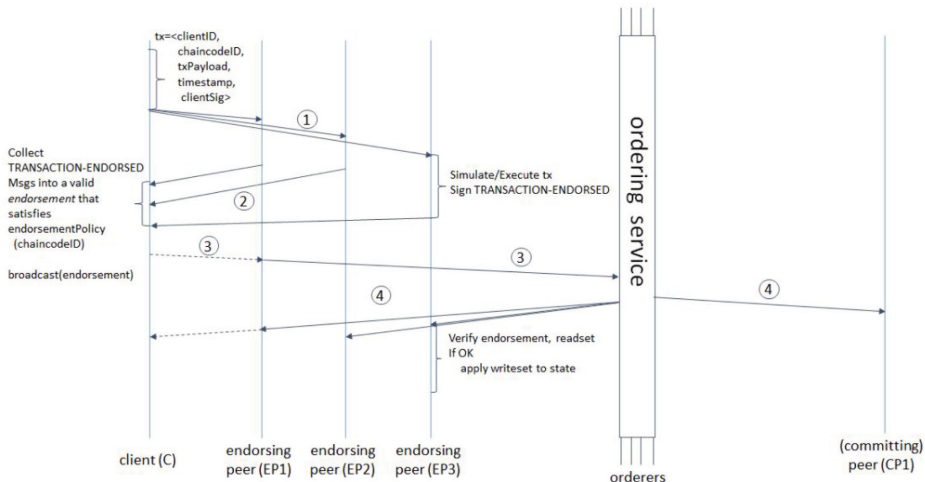 tx=<clientID,
chaincodeID,
txPayload,
timestamp,
clientSig>
1
Collect
TRANSACTION-ENDORSED
Msgs into a valid
endorsement that
satisfies
endorsementPolicy
(chaincodeID)
2
Simulate/Execute tx
Sign TRANSACTION-ENDORSED
ordering service
3
3
broadcast(endorsement)
4
4
Verify endorsement, readset
If OK
apply writeset to state
client (C)
endorsing
peer (EP1)
endorsing
peer (EP2)
endorsing
peer (EP3)
orderers
(committing)
peer (CP1)